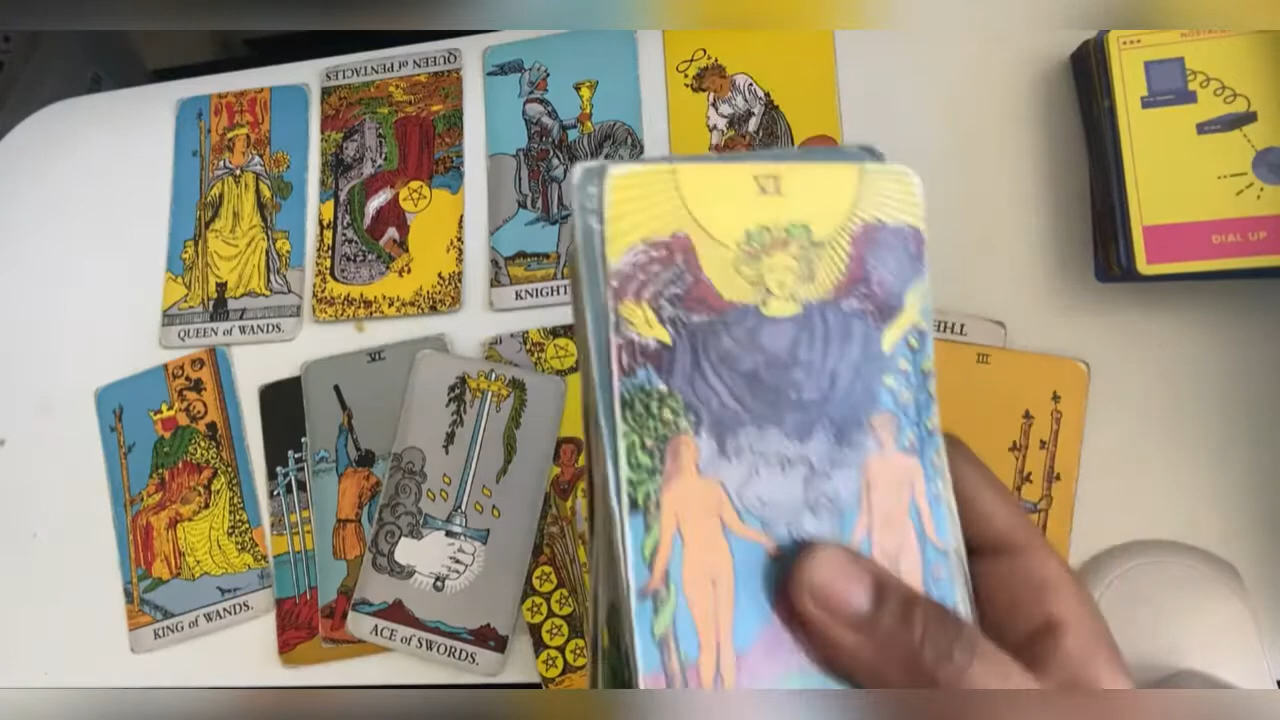 QUEEN of PENTACLES
DIAL UP
VI
QUEEN of WANDS.
KNIGHT
THE
VI
III
KING of WANDS.
ACE of SWORDS.